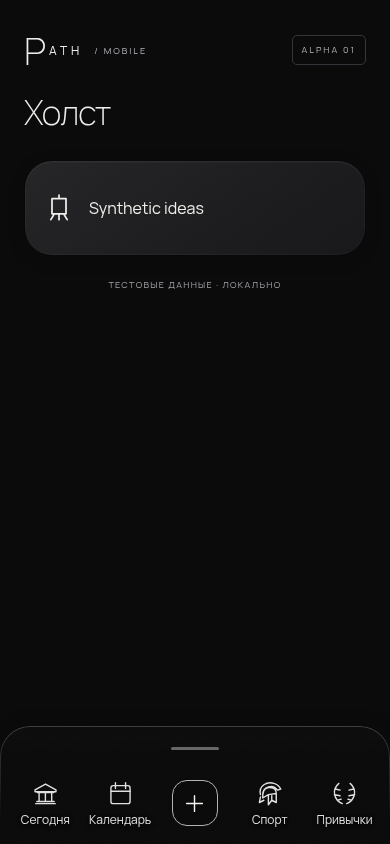 PATH / MOBILE
ALPHA 01
Холст
Synthetic ideas
ТЕСТОВЫЕ ДАННЫЕ · ЛОКАЛЬНО
Сегодня Календарь Спорт Привычки